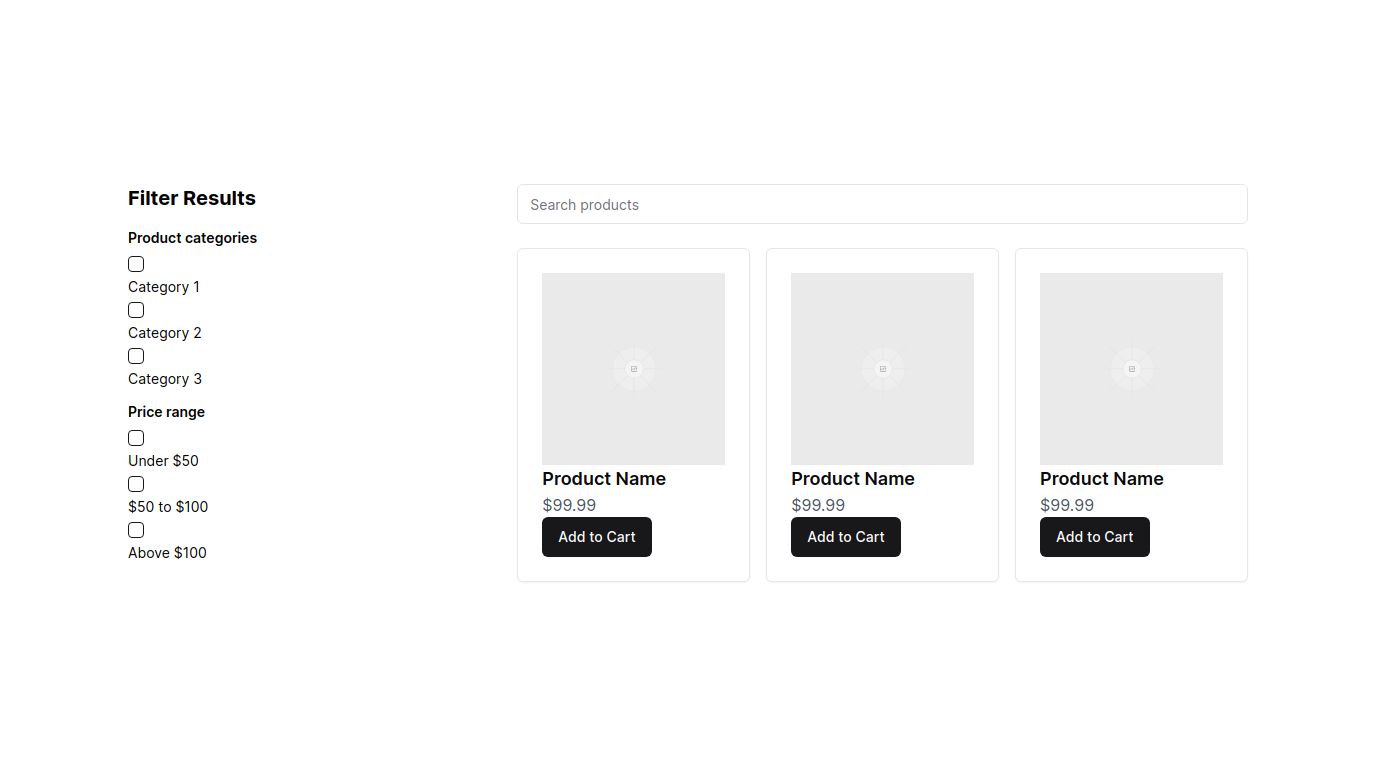 Filter Results
Product categories
Category 1
Category 2
Category 3
Price range
Under $50
$50 to $100
Above $100
Search products
Product Name
$99.99
Add to Cart
Product Name
$99.99
Add to Cart
Product Name
$99.99
Add to Cart